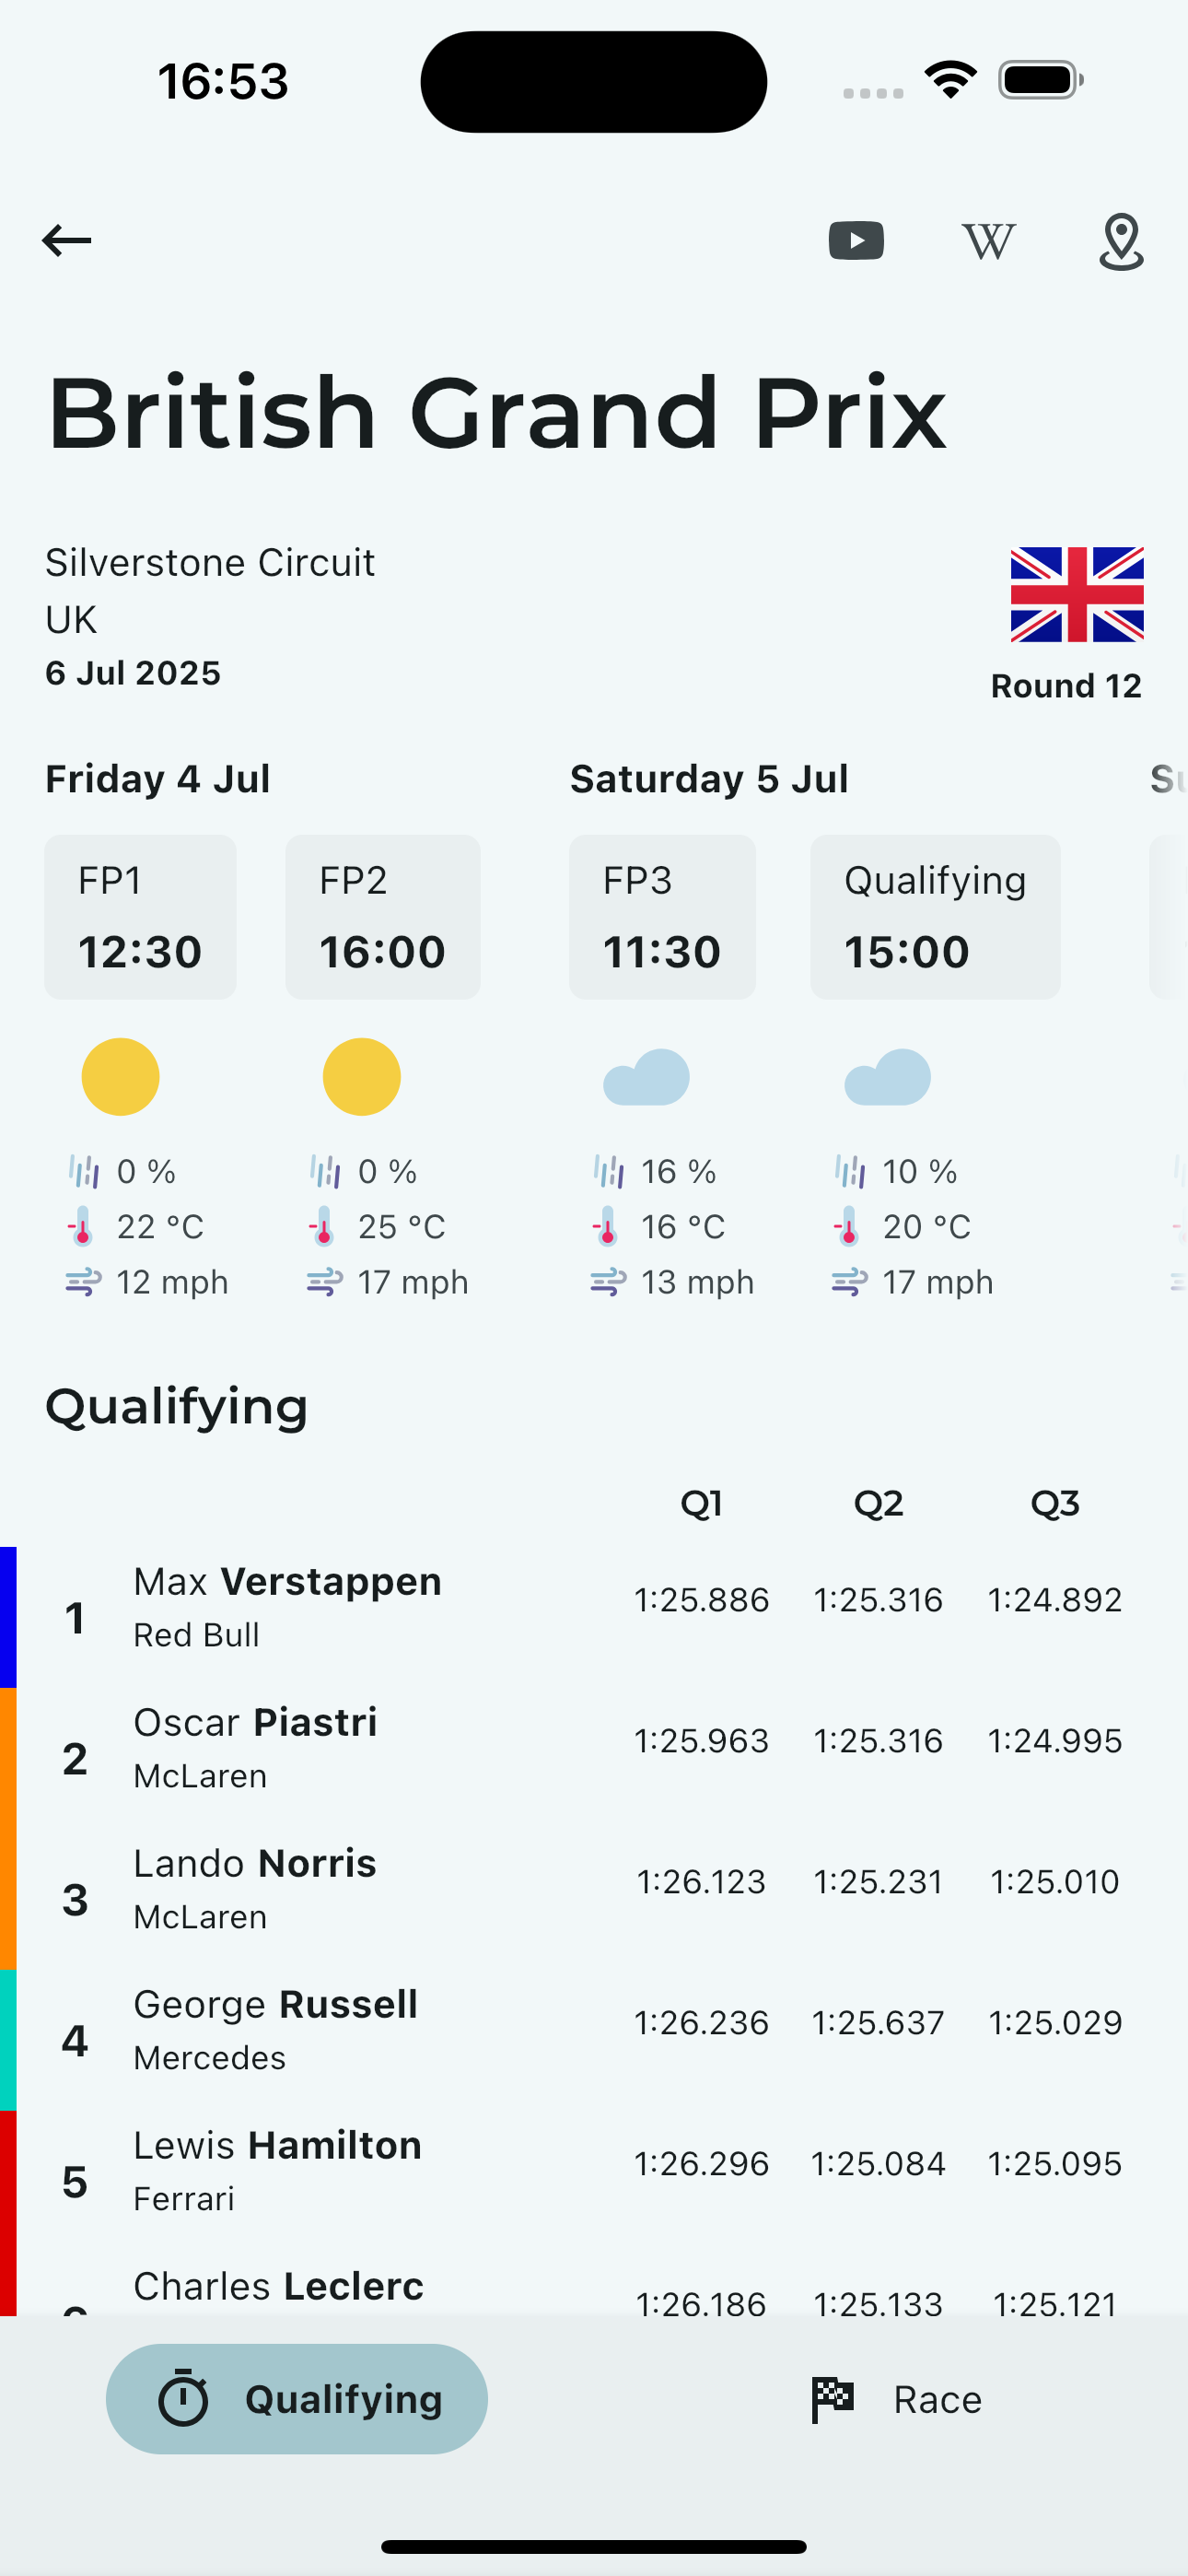 16:53
W
British Grand Prix
Silverstone Circuit
UK
6 Jul 2025
Round 12
Friday 4 Jul Saturday 5 Jul
FP1 FP2 FP3 Qualifying
12:30 16:00 11:30 15:00
0 % 0 % 16 % 10 %
22 °C 25 °C 16 °C 20 °C
12 mph 17 mph 13 mph 17 mph
Qualifying
Q1 Q2 Q3
1 Max Verstappen 1:25.886 1:25.316 1:24.892
Red Bull
2 Oscar Piastri 1:25.963 1:25.316 1:24.995
McLaren
3 Lando Norris 1:26.123 1:25.231 1:25.010
McLaren
4 George Russell 1:26.236 1:25.637 1:25.029
Mercedes
5 Lewis Hamilton 1:26.296 1:25.084 1:25.095
Ferrari
Charles Leclerc 1:26.186 1:25.133 1:25.121
Qualifying Race